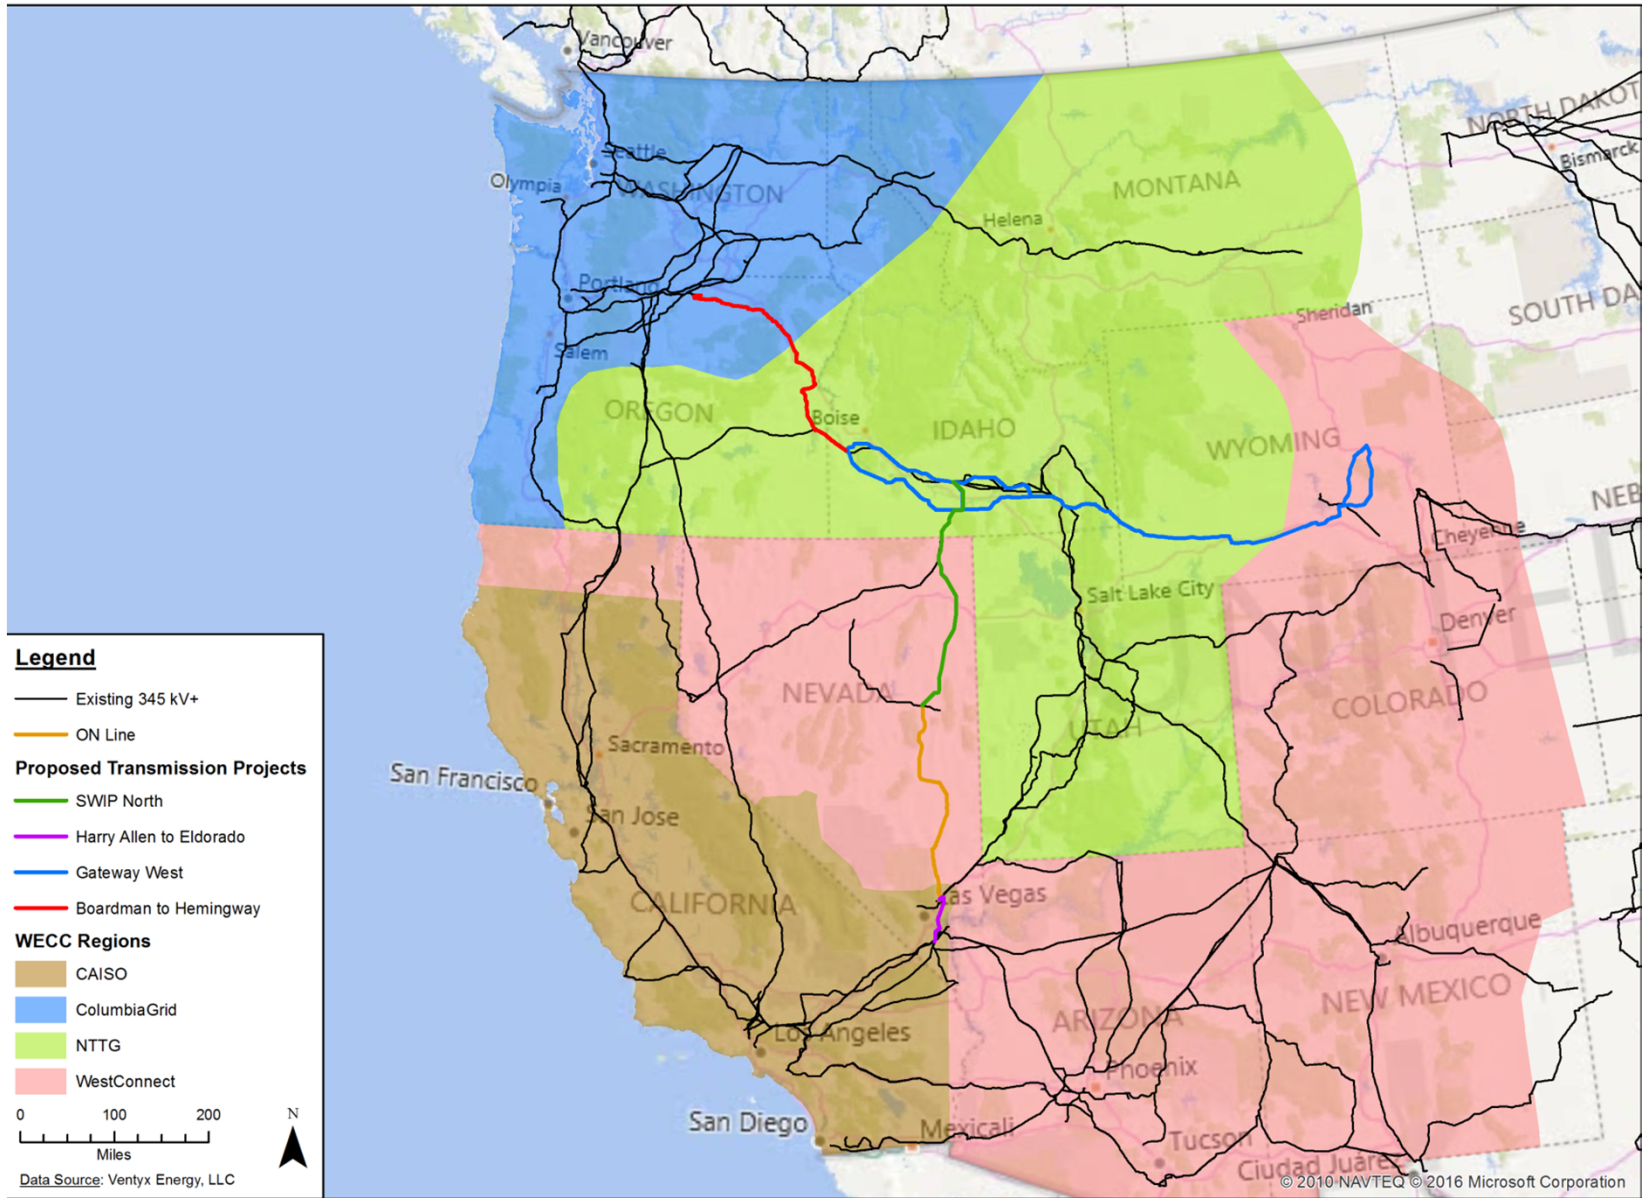 Vancouver
NORTH DAKOT
Bismarck
Seattle
Olympia
WASHINGTON
MONTANA
Helena
Portland
Sheridan
SOUTH DA
Salem
OREGON
Boise
IDAHO
WYOMING
NEB
Cheyenne
Salt Lake City
Denver
NEVADA
UTAH
COLORADO
Sacramento
San Francisco
San Jose
CALIFORNIA
Las Vegas
Albuquerque
NEW MEXICO
ARIZONA
Los Angeles
Phoenix
San Diego
Mexicali
Tucson
Ciudad Juárez
Legend
Existing 345 kV+
ON Line
Proposed Transmission Projects
SWIP North
Harry Allen to Eldorado
Gateway West
Boardman to Hemingway
WECC Regions
CAISO
ColumbiaGrid
NTTG
WestConnect
0 100 200
Miles
N
Data Source: Ventyx Energy, LLC
© 2010 NAVTEQ © 2016 Microsoft Corporation